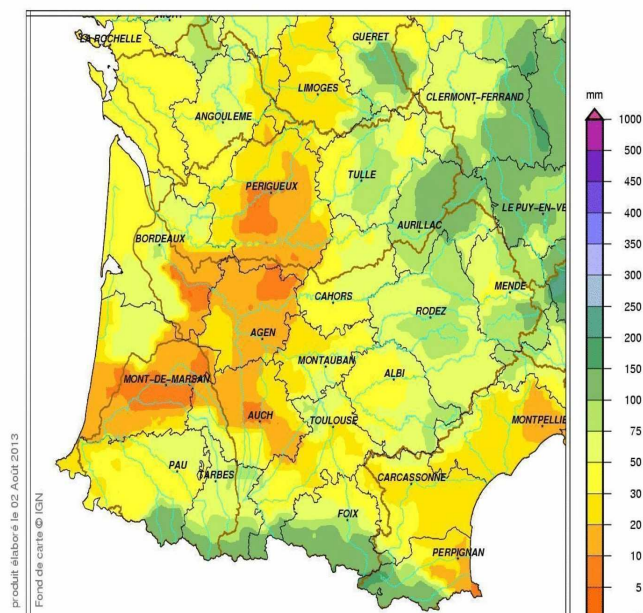 LA ROCHELLE
GUERET
LIMOGES
CLERMONT-FERRAND
ANGOULEME
PERIGUEUX
TULLE
AURILLAC
LE PUY-EN-VE
BORDEAUX
CAHORS
MENDE
RODEZ
AGEN
MONTAUBAN
MONT-DE-MARSAN
ALBI
AUCH
TOULOUSE
MONTPELLIE
PAU
TARBES
CARCASSONNE
FOIX
PERPIGNAN
mm
1000
500
450
400
350
300
250
200
150
100
75
50
30
20
10
5
produit élaboré le 02 Août 2013
Fond de carte © IGN